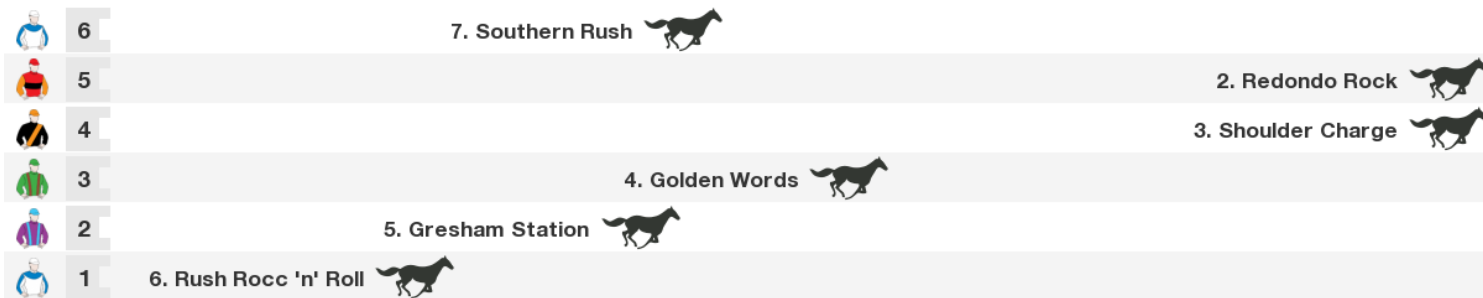 6 7. Southern Rush
5 2. Redondo Rock
4 3. Shoulder Charge
3 4. Golden Words
2 5. Gresham Station
1 6. Rush Rocc 'n' Roll